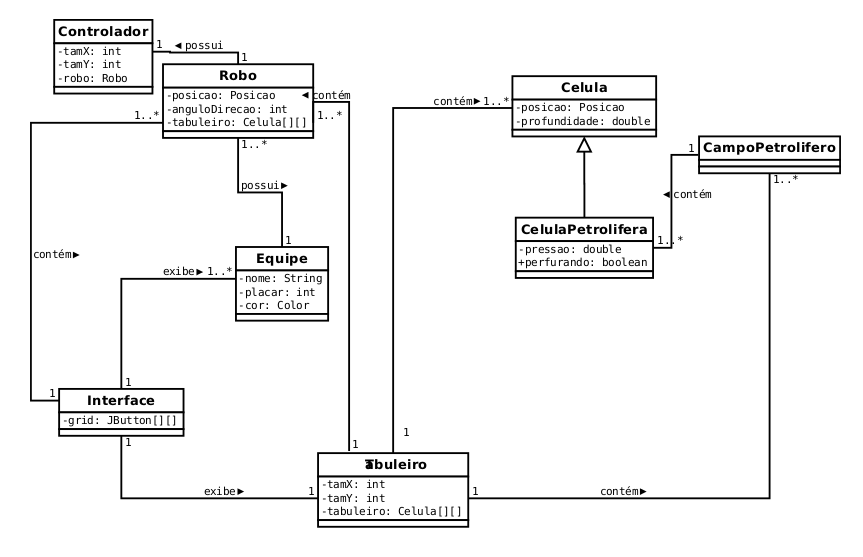 Controlador
-tamX: int
-tamY: int
-robo: Robo
1
◄ possui
1
Robo
-posicao: Posicao
-anguloDirecao: int
-tabuleiro: Celula[][]
◄ contém
1..*
1..*
1..*
possui►
contém►
1
Equipe
-nome: String
-placar: int
-cor: Color
exibe► 1..*
1
1
Interface
-grid: JButton[][]
1
exibe►
1
1
1
Tabuleiro
-tamX: int
-tamY: int
-tabuleiro: Celula[][]
1
contém►
contém► 1..*
Celula
-posicao: Posicao
-profundidade: double
CelulaPetrolifera
-pressao: double
+perfurando: boolean
1..*
◄ contém
1
CampoPetrolifero
1..*